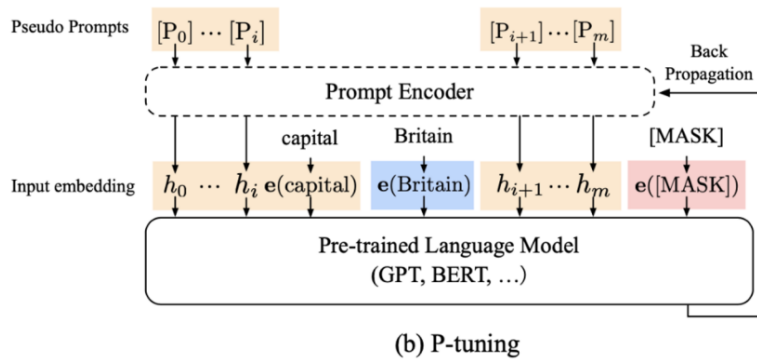 Pseudo Prompts [P0] ··· [Pi] [Pi+1] ··· [Pm]
Back
Propagation
Prompt Encoder
capital Britain [MASK]
Input embedding h0 ··· hi e(capital) e(Britain) hi+1 ··· hm e([MASK])
Pre-trained Language Model
(GPT, BERT, …)
(b) P-tuning